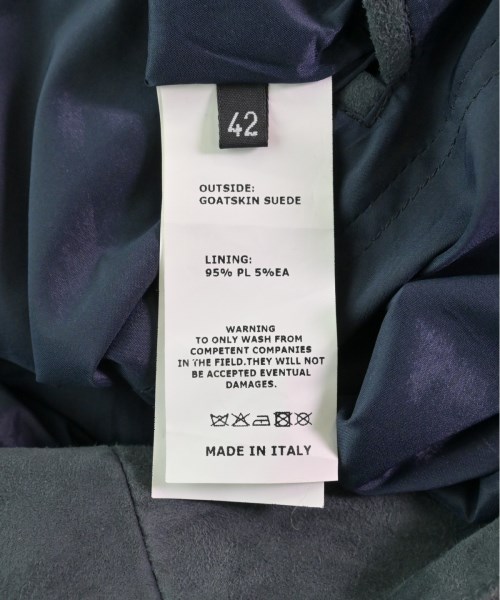 42
OUTSIDE:
GOATSKIN SUEDE
LINING:
95% PL 5%EA
WARNING
TO ONLY WASH FROM
COMPETENT COMPANIES
IN THE FIELD.THEY WILL NOT
BE ACCEPTED EVENTUAL
DAMAGES.
MADE IN ITALY